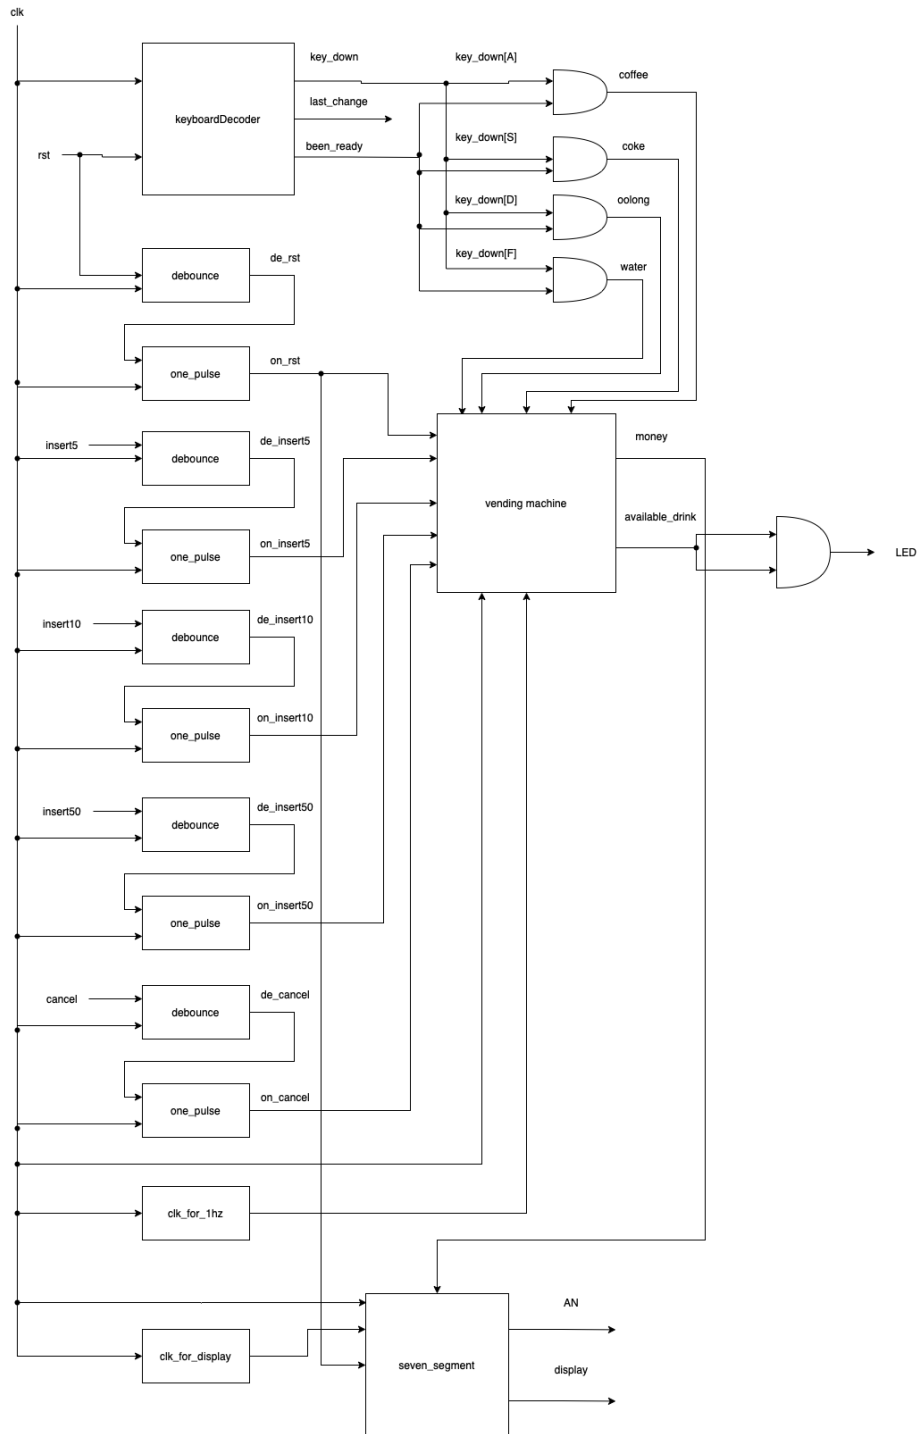 clk
key_down
key_down[A]
coffee
last_change
keyboardDecoder
key_down[S]
coke
been_ready
rst
key_down[D]
oolong
key_down[F]
water
de_rst
debounce
on_rst
one_pulse
money
de_insert5
insert5
debounce
vending machine
available_drink
on_insert5
LED
one_pulse
de_insert10
insert10
debounce
on_insert10
one_pulse
de_insert50
insert50
debounce
on_insert50
one_pulse
de_cancel
cancel
debounce
on_cancel
one_pulse
clk_for_1hz
AN
clk_for_display
seven_segment
display